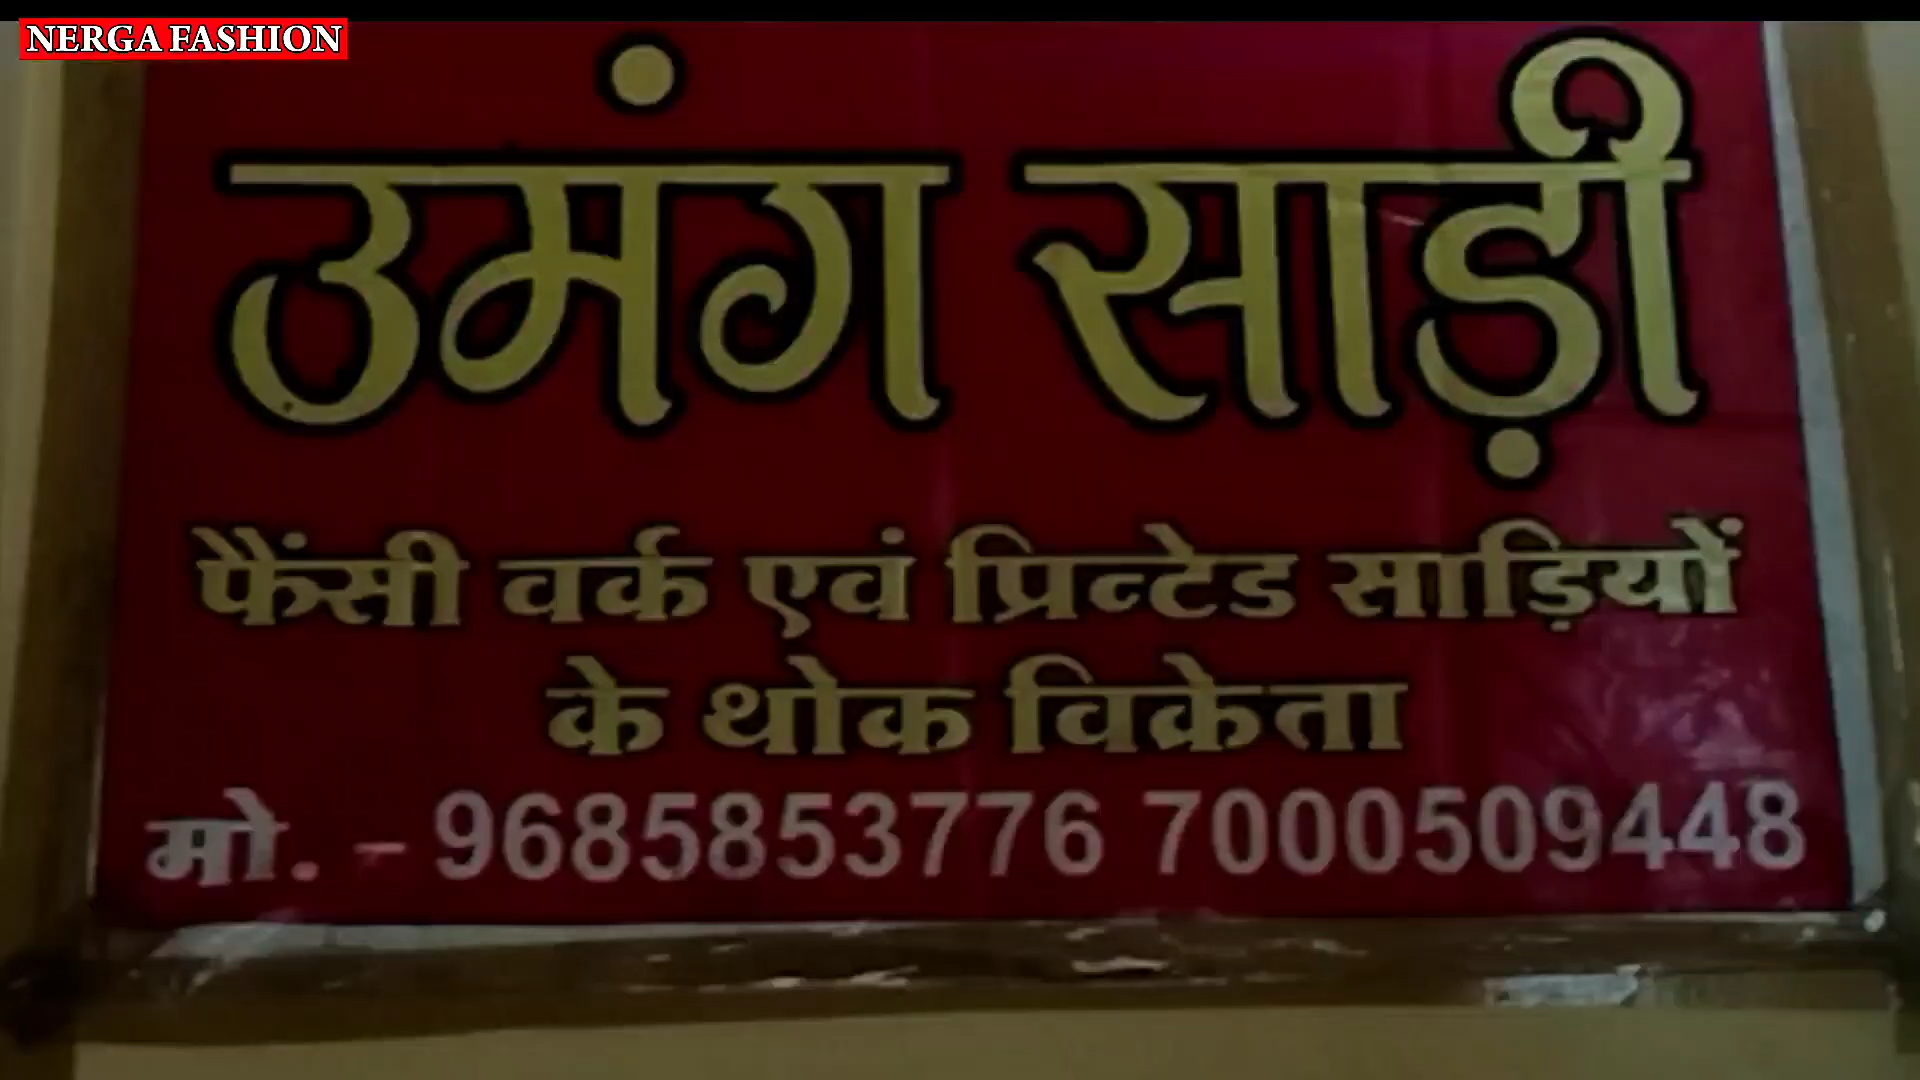 NERGA FASHION
उमंग साड़ी
फैंसी वर्क एवं प्रिन्टेड साड़ियों
के थोक विक्रेता
मो. - 9685853776 7000509448